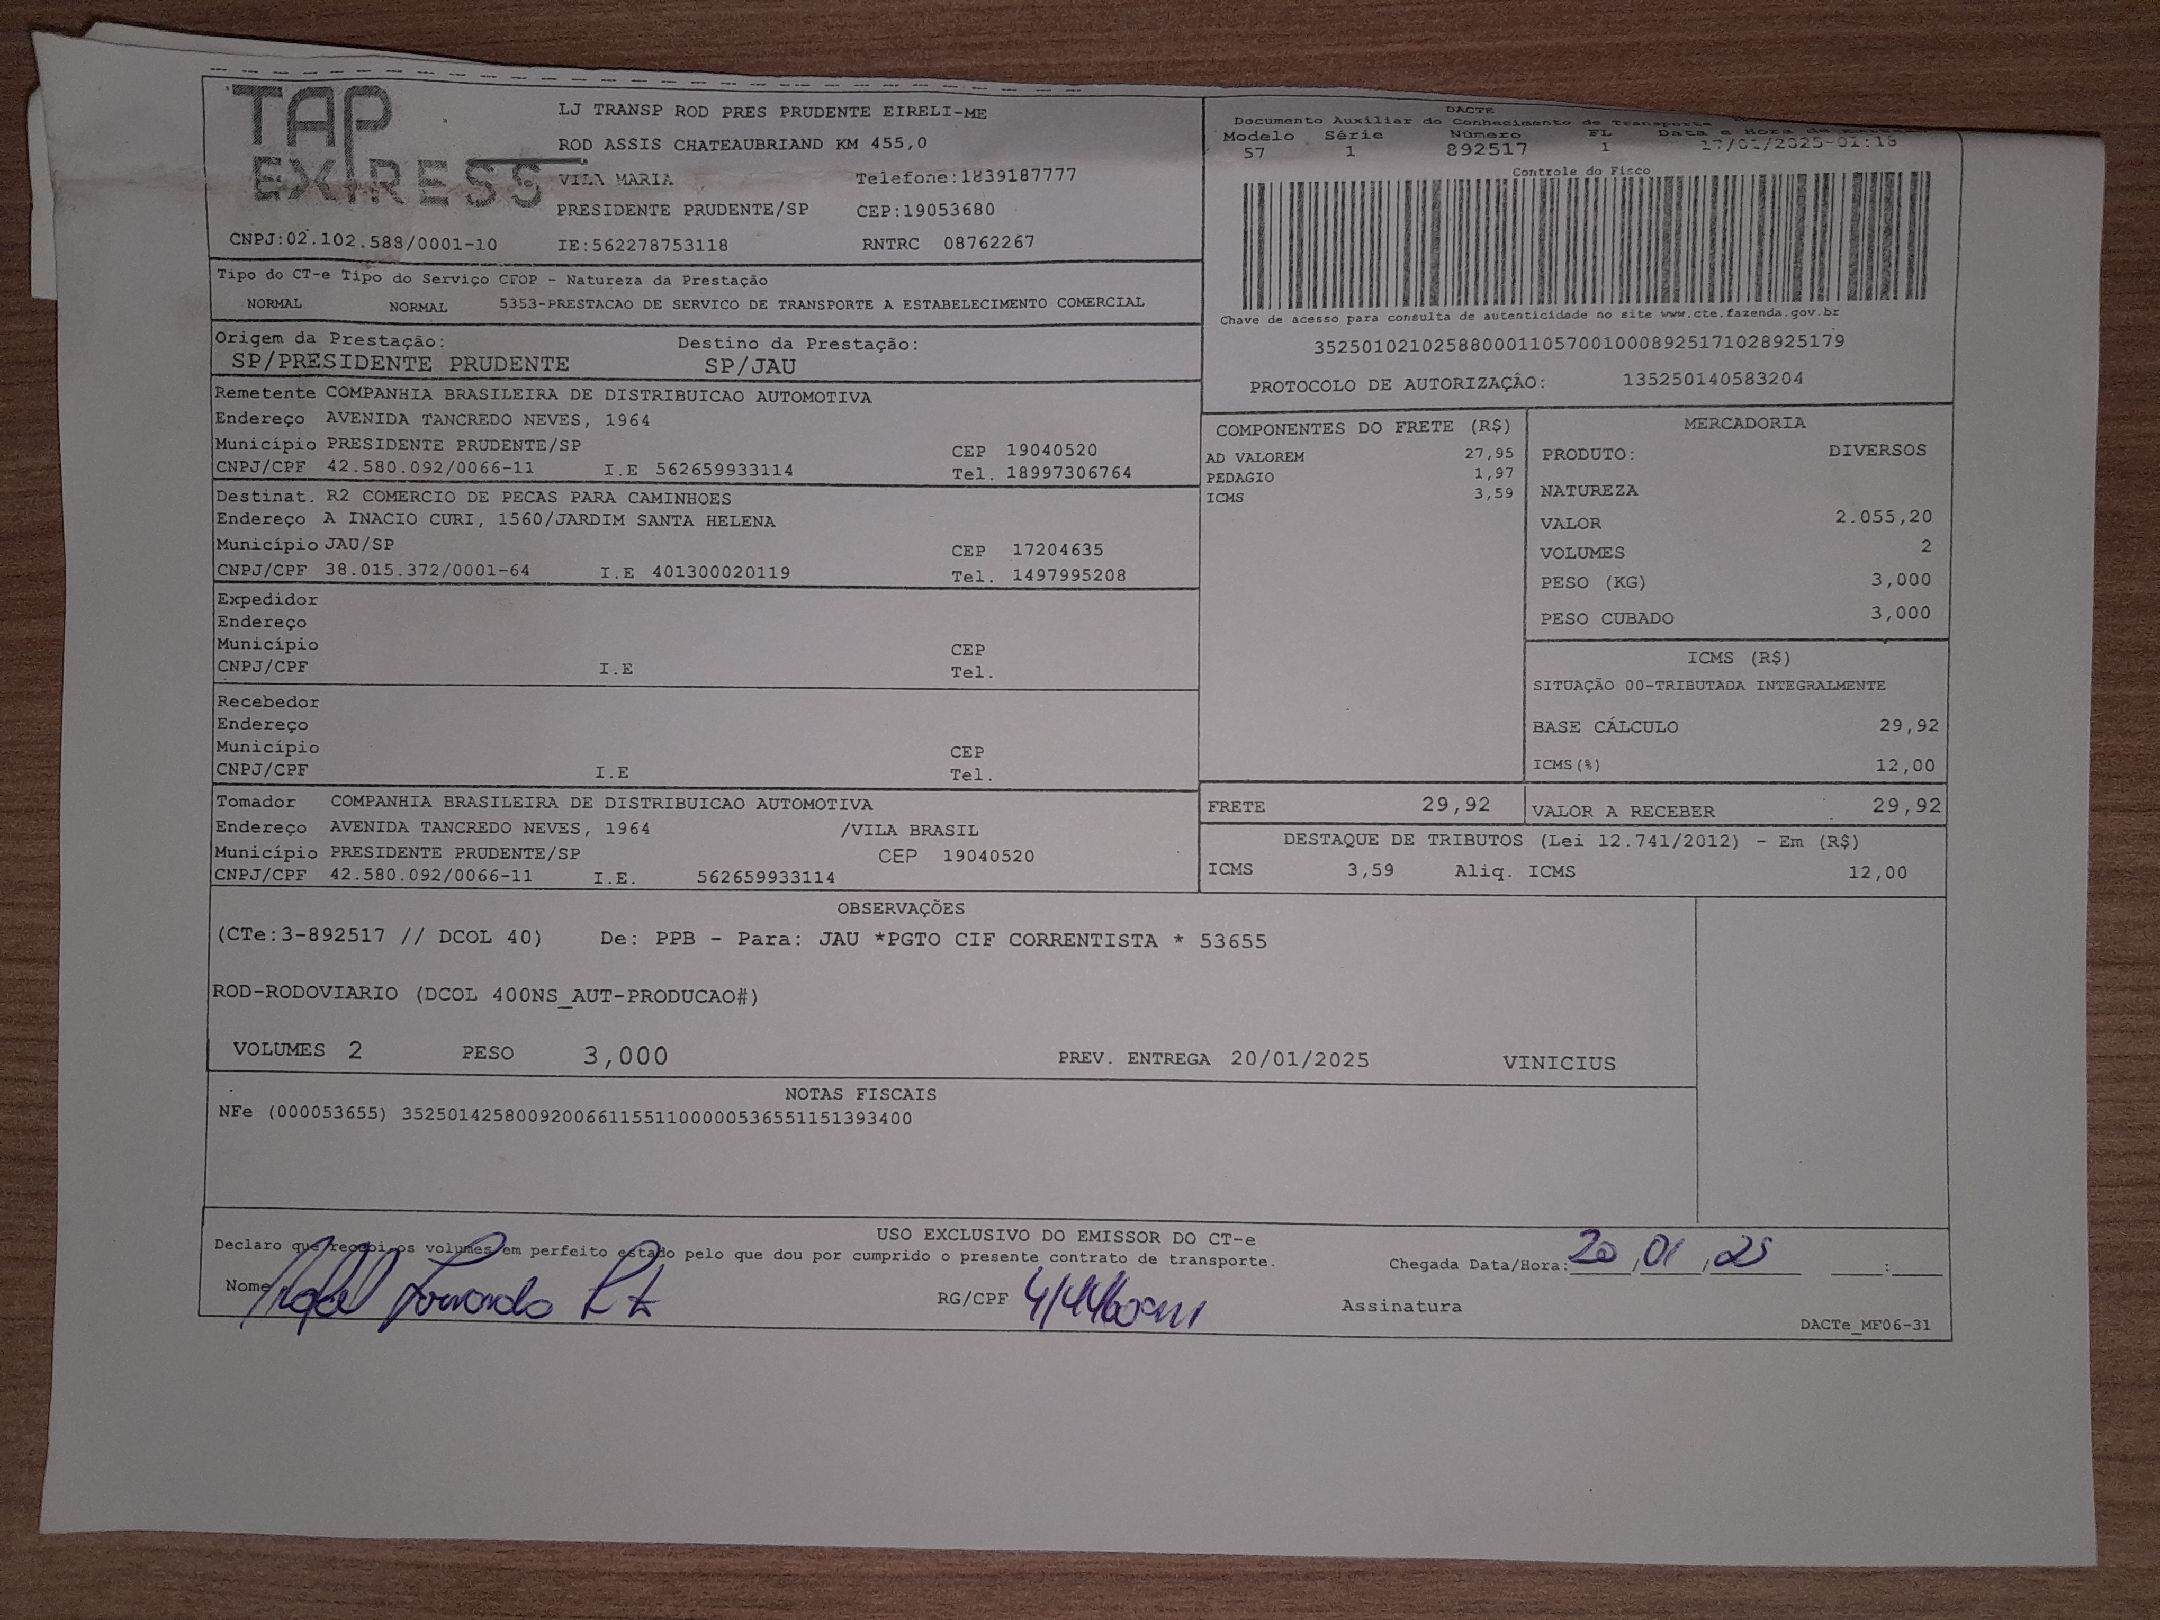 TAP
EXPRESS
LJ TRANSP ROD PRES PRUDENTE EIRELI-ME
ROD ASSIS CHATEAUBRIAND KM 455,0
VILA MARIA Telefone:1839187777
PRESIDENTE PRUDENTE/SP CEP:19053680
CNPJ:02.102.588/0001-10 IE:562278753118 RNTRC 08762267
DACTE
Documento Auxiliar do Conhecimento de Transporte
Modelo Série Número FL Data e Hora de
57 1 892517 1 17/01/2025-01:18
Controle do Fisco
Chave de acesso para consulta de autenticidade no site www.cte.fazenda.gov.br
35250102102588000110570010008925171028925179
PROTOCOLO DE AUTORIZAÇÃO: 135250140583204
Tipo do CT-e Tipo do Serviço CFOP - Natureza da Prestação
NORMAL NORMAL 5353-PRESTACAO DE SERVICO DE TRANSPORTE A ESTABELECIMENTO COMERCIAL
Origem da Prestação: Destino da Prestação:
SP/PRESIDENTE PRUDENTE SP/JAU
Remetente COMPANHIA BRASILEIRA DE DISTRIBUICAO AUTOMOTIVA
Endereço AVENIDA TANCREDO NEVES, 1964
Município PRESIDENTE PRUDENTE/SP CEP 19040520
CNPJ/CPF 42.580.092/0066-11 I.E 562659933114 Tel. 18997306764
Destinat. R2 COMERCIO DE PECAS PARA CAMINHOES
Endereço A INACIO CURI, 1560/JARDIM SANTA HELENA
Município JAU/SP CEP 17204635
CNPJ/CPF 38.015.372/0001-64 I.E 401300020119 Tel. 1497995208
Expedidor
Endereço
Município CEP
CNPJ/CPF I.E Tel.
Recebedor
Endereço
Município CEP
CNPJ/CPF I.E Tel.
Tomador COMPANHIA BRASILEIRA DE DISTRIBUICAO AUTOMOTIVA
Endereço AVENIDA TANCREDO NEVES, 1964 /VILA BRASIL
Município PRESIDENTE PRUDENTE/SP CEP 19040520
CNPJ/CPF 42.580.092/0066-11 I.E. 562659933114
COMPONENTES DO FRETE (R$)
AD VALOREM 27,95
PEDAGIO 1,97
ICMS 3,59
MERCADORIA
PRODUTO: DIVERSOS
NATUREZA
VALOR 2.055,20
VOLUMES 2
PESO (KG) 3,000
PESO CUBADO 3,000
ICMS (R$)
SITUAÇÃO 00-TRIBUTADA INTEGRALMENTE
BASE CÁLCULO 29,92
ICMS(%) 12,00
FRETE 29,92 VALOR A RECEBER 29,92
DESTAQUE DE TRIBUTOS (Lei 12.741/2012) - Em (R$)
ICMS 3,59 Aliq. ICMS 12,00
OBSERVAÇÕES
(CTe:3-892517 // DCOL 40) De: PPB - Para: JAU *PGTO CIF CORRENTISTA * 53655
ROD-RODOVIARIO (DCOL 400NS_AUT-PRODUCAO#)
VOLUMES 2 PESO 3,000 PREV. ENTREGA 20/01/2025 VINICIUS
NOTAS FISCAIS
NFe (000053655) 35250142580092006611551100000536551151393400
USO EXCLUSIVO DO EMISSOR DO CT-e
Declaro que recebi os volumes em perfeito estado pelo que dou por cumprido o presente contrato de transporte.
Chegada Data/Hora: 20,01,25 :
Nome RG/CPF Assinatura
DACTe_MF06-31